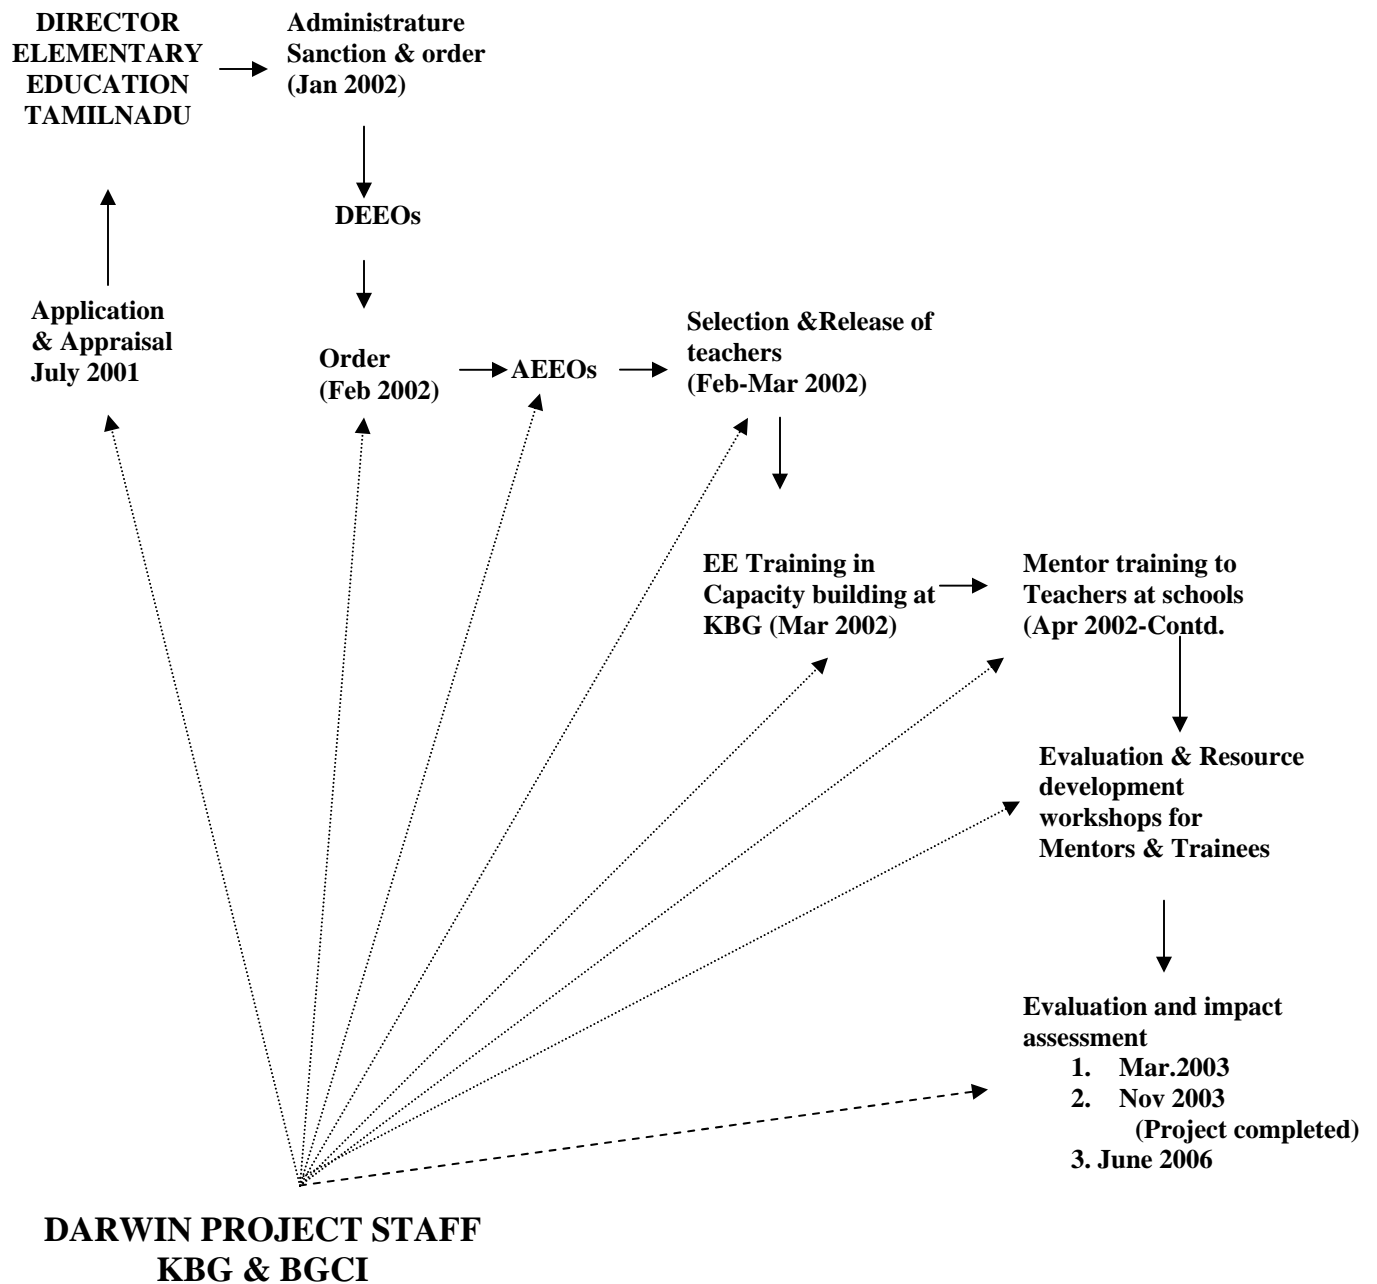 DIRECTOR
ELEMENTARY
EDUCATION
TAMILNADU
Administrature
Sanction & order
(Jan 2002)
DEEOs
Application
& Appraisal
July 2001
Order
(Feb 2002)
AEEOs
Selection &Release of
teachers
(Feb-Mar 2002)
EE Training in
Capacity building at
KBG (Mar 2002)
Mentor training to
Teachers at schools
(Apr 2002-Contd.
Evaluation & Resource
development
workshops for
Mentors & Trainees
Evaluation and impact
assessment
1. Mar.2003
2. Nov 2003
(Project completed)
3. June 2006
DARWIN PROJECT STAFF
KBG & BGCI